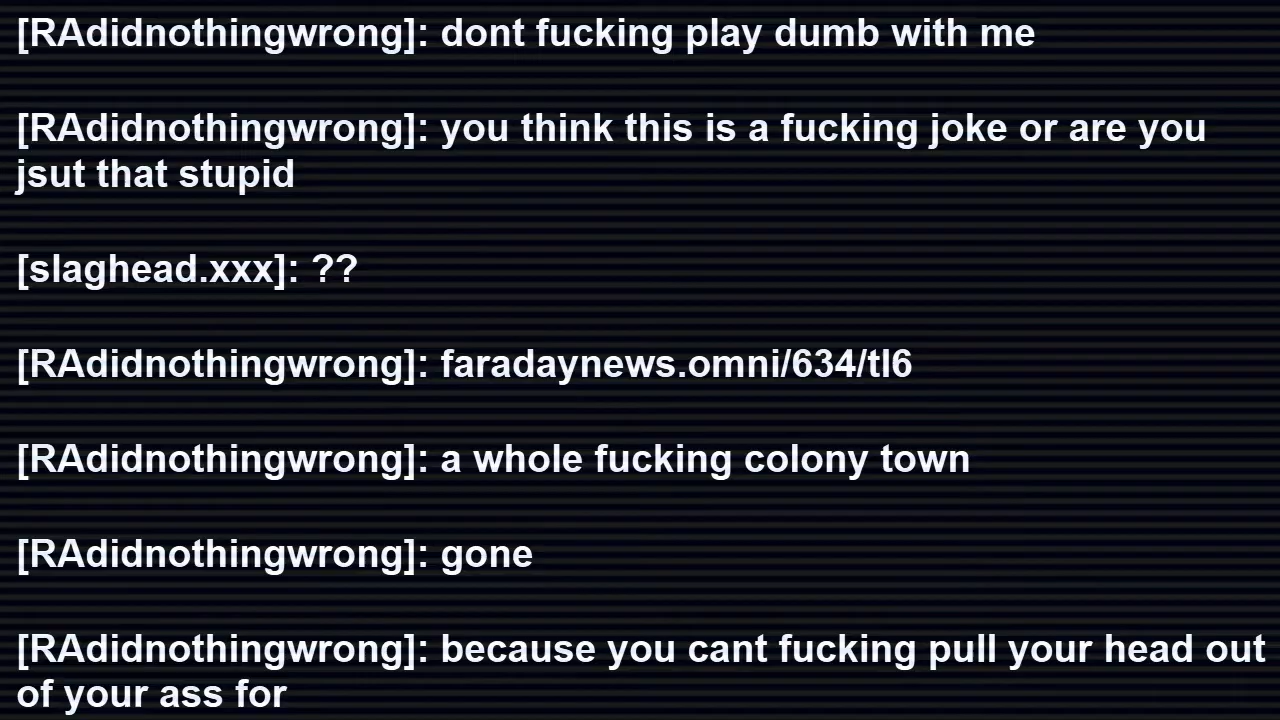 [RAdidnothingwrong]: dont fucking play dumb with me
[RAdidnothingwrong]: you think this is a fucking joke or are you
jsut that stupid
[slaghead.xxx]: ??
[RAdidnothingwrong]: faradaynews.omni/634/tl6
[RAdidnothingwrong]: a whole fucking colony town
[RAdidnothingwrong]: gone
[RAdidnothingwrong]: because you cant fucking pull your head out
of your ass for